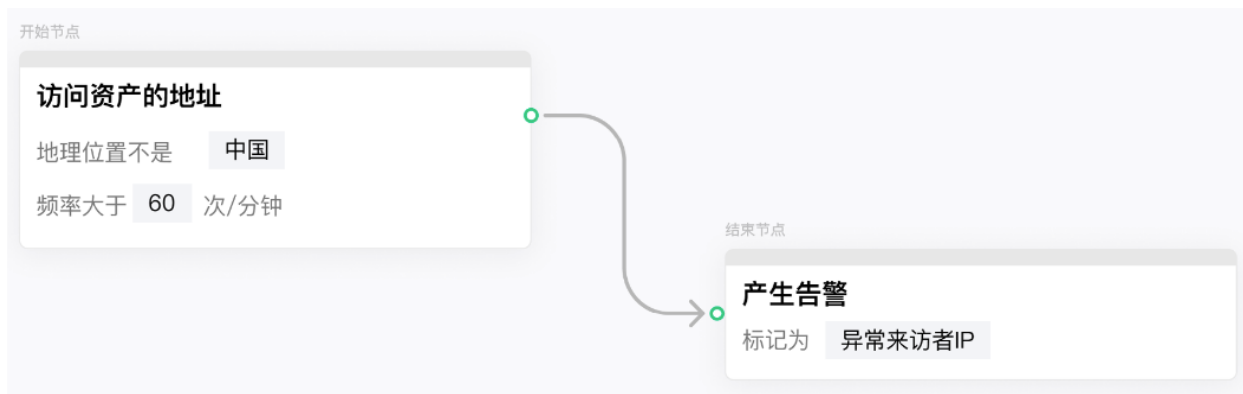 开始节点
访问资产的地址
地理位置不是 中国
频率大于 60 次/分钟
结束节点
产生告警
标记为 异常来访者IP